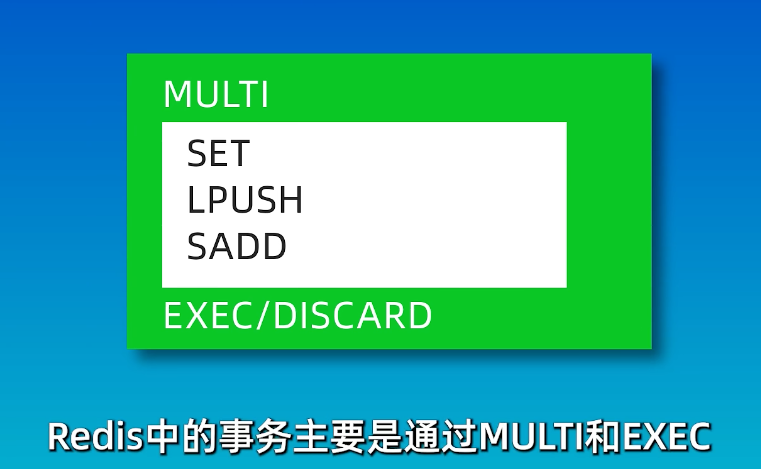 MULTI
SET
LPUSH
SADD
EXEC/DISCARD
Redis中的事务主要是通过MULTI和EXEC